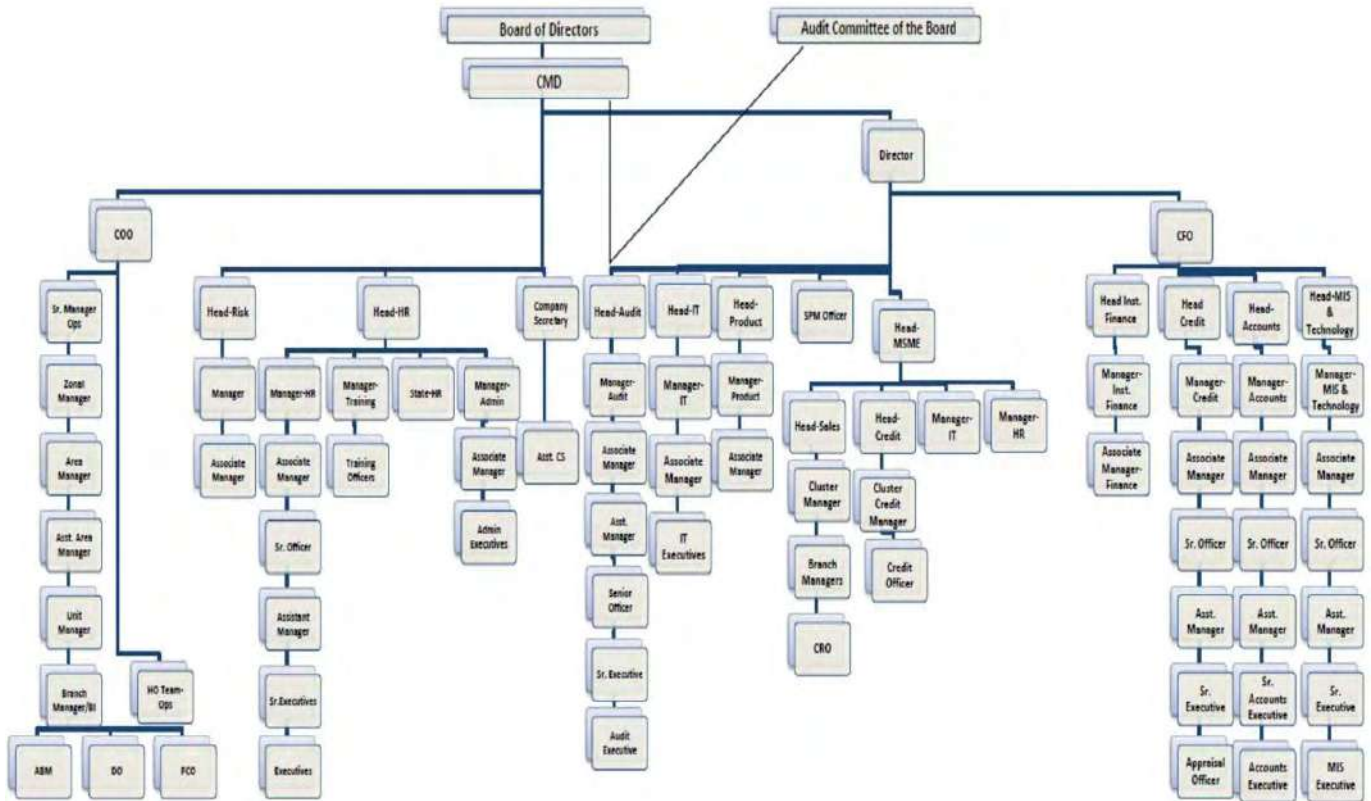 Board of Directors
Audit Committee of the Board
CMD
Director
COO
CFO
Sr. Manager
Ops
Head-Risk
Head-HR
Company
Secretary
Head-Audit
Head-IT
Head-
Product
SPM Officer
Head-
MSME
Head Inst.
Finance
Head
Credit
Head-
Accounts
Head-MIS
&
Technology
Zonal
Manager
Manager
Manager-HR
Manager-
Training
State-HR
Manager-
Admin
Manager-
Audit
Manager-
IT
Manager-
Product
Head-Sales
Head-
Credit
Manager-
IT
Manager-
HR
Manager-
Inst.
Finance
Manager-
Credit
Manager-
Accounts
Manager-
MIS &
Technology
Area
Manager
Associate
Manager
Associate
Manager
Training
Officers
Associate
Manager
Asst. CS
Associate
Manager
Associate
Manager
Associate
Manager
Cluster
Manager
Cluster
Credit
Manager
Associate
Manager-
Finance
Associate
Manager
Associate
Manager
Associate
Manager
Asst. Area
Manager
Sr. Officer
Admin
Executives
Asst.
Manager
IT
Executives
Branch
Managers
Credit
Officer
Sr. Officer
Sr. Officer
Sr. Officer
Unit
Manager
Assistant
Manager
Senior
Officer
CRO
Asst.
Manager
Asst.
Manager
Asst.
Manager
Branch
Manager/BI
HO Team-
Ops
Sr.Executives
Sr. Executive
Sr.
Executive
Sr.
Accounts
Executive
Sr.
Executive
ABM
DO
FCO
Executives
Audit
Executive
Appraisal
Officer
Accounts
Executive
MIS
Executive